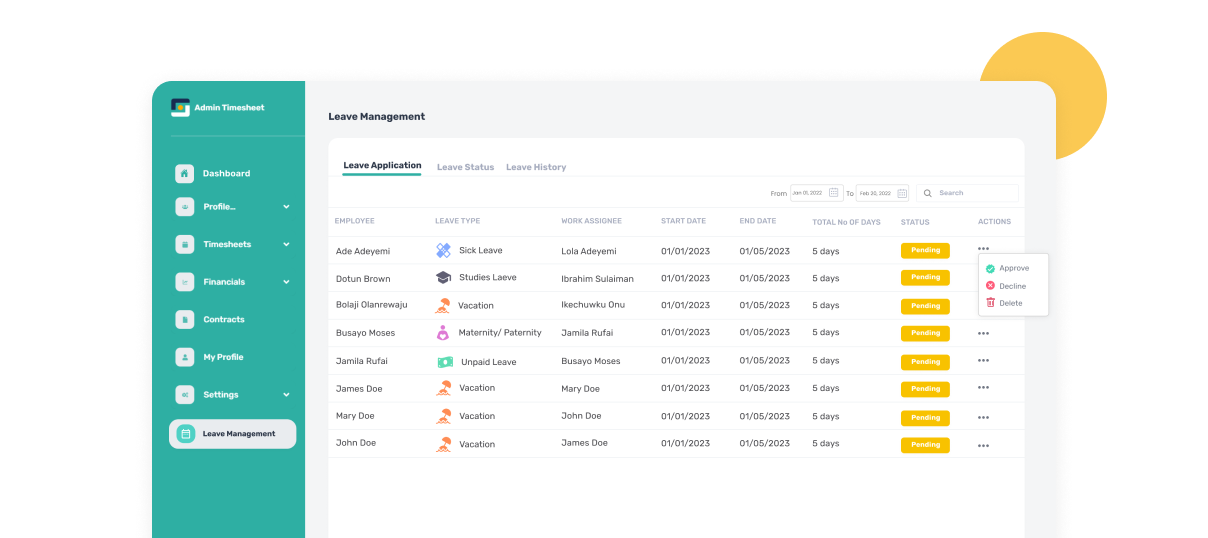 Admin Timesheet
Dashboard
Profile...
Timesheets
Financials
Contracts
My Profile
Settings
Leave Management
Leave Management
Leave Application Leave Status Leave History
From Jun 01, 2022 To Feb 20, 2022 Search
EMPLOYEE LEAVE TYPE WORK ASSIGNEE START DATE END DATE TOTAL No OF DAYS STATUS ACTIONS
Ade Adeyemi Sick Leave Lola Adeyemi 01/01/2023 01/05/2023 5 days Pending
Dotun Brown Studies Laeve Ibrahim Sulaiman 01/01/2023 01/05/2023 5 days Pending
Bolaji Olanrewaju Vacation Ikechuwku Onu 01/01/2023 01/05/2023 5 days Pending
Busayo Moses Maternity/ Paternity Jamila Rufai 01/01/2023 01/05/2023 5 days Pending
Jamila Rufai Unpaid Leave Busayo Moses 01/01/2023 01/05/2023 5 days Pending
James Doe Vacation Mary Doe 01/01/2023 01/05/2023 5 days Pending
Mary Doe Vacation John Doe 01/01/2023 01/05/2023 5 days Pending
John Doe Vacation James Doe 01/01/2023 01/05/2023 5 days Pending
Approve
Decline
Delete